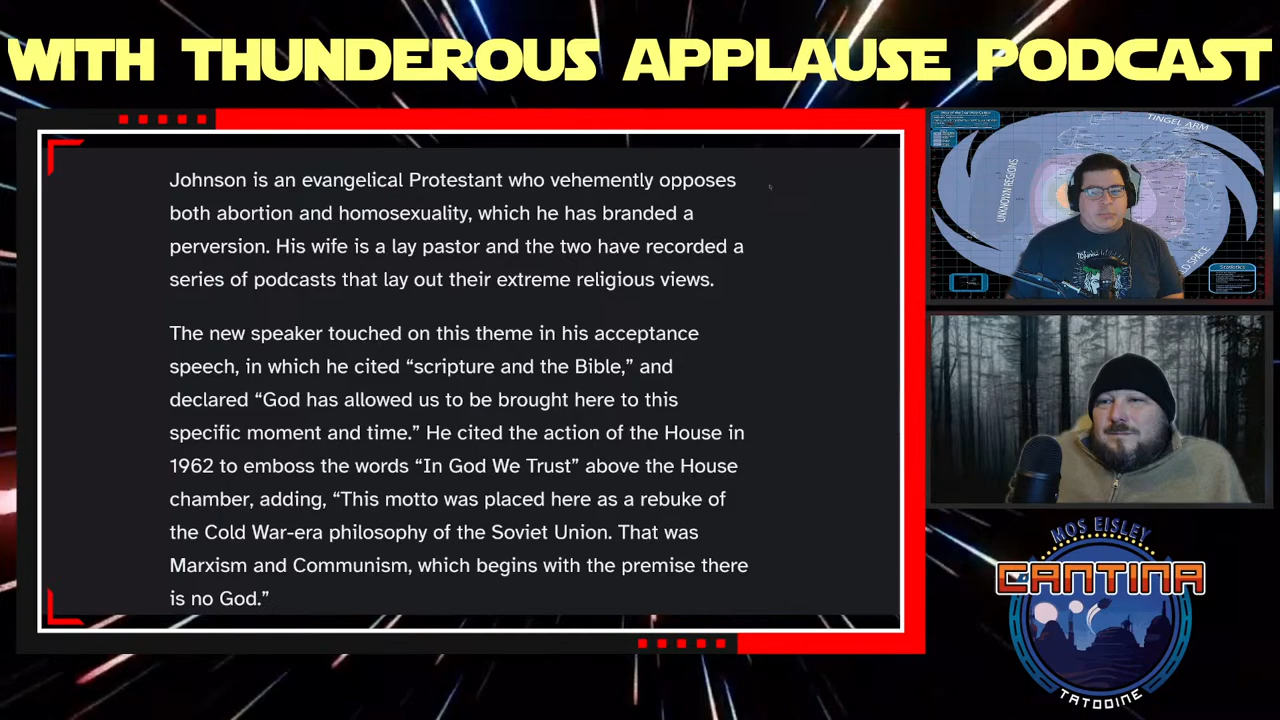 WITH THUNDEROUS APPLAUSE PODCAST
Johnson is an evangelical Protestant who vehemently opposes
both abortion and homosexuality, which he has branded a
perversion. His wife is a lay pastor and the two have recorded a
series of podcasts that lay out their extreme religious views.
The new speaker touched on this theme in his acceptance
speech, in which he cited “scripture and the Bible,” and
declared “God has allowed us to be brought here to this
specific moment and time.” He cited the action of the House in
1962 to emboss the words “In God We Trust” above the House
chamber, adding, “This motto was placed here as a rebuke of
the Cold War-era philosophy of the Soviet Union. That was
Marxism and Communism, which begins with the premise there
is no God.”
TINGEL ARM
UNKNOWN REGIONS
LD SPACE
Statistics
MOS EISLEY
CANTINA
TATOOINE